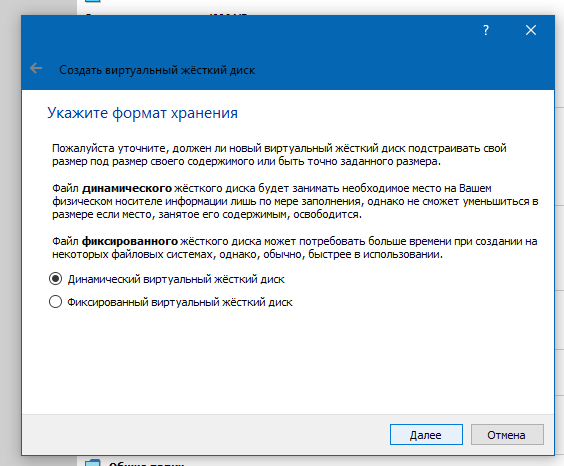 ?
Создать виртуальный жёсткий диск
Укажите формат хранения
Пожалуйста уточните, должен ли новый виртуальный жёсткий диск подстраивать свой
размер под размер своего содержимого или быть точно заданного размера.
Файл динамического жёсткого диска будет занимать необходимое место на Вашем
физическом носителе информации лишь по мере заполнения, однако не сможет уменьшиться в
размере если место, занятое его содержимым, освободится.
Файл фиксированного жёсткого диска может потребовать больше времени при создании на
некоторых файловых системах, однако, обычно, быстрее в использовании.
Динамический виртуальный жёсткий диск
Фиксированный виртуальный жёсткий диск
Далее
Отмена